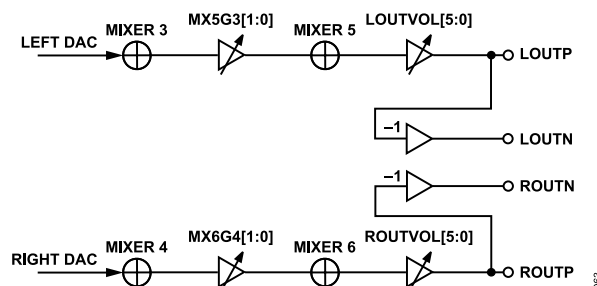 MIXER 3 MX5G3[1:0] MIXER 5 LOUTVOL[5:0]
LEFT DAC LOUTP
–1 LOUTN
–1 ROUTN
MIXER 4 MX6G4[1:0] MIXER 6 ROUTVOL[5:0]
RIGHT DAC ROUTP